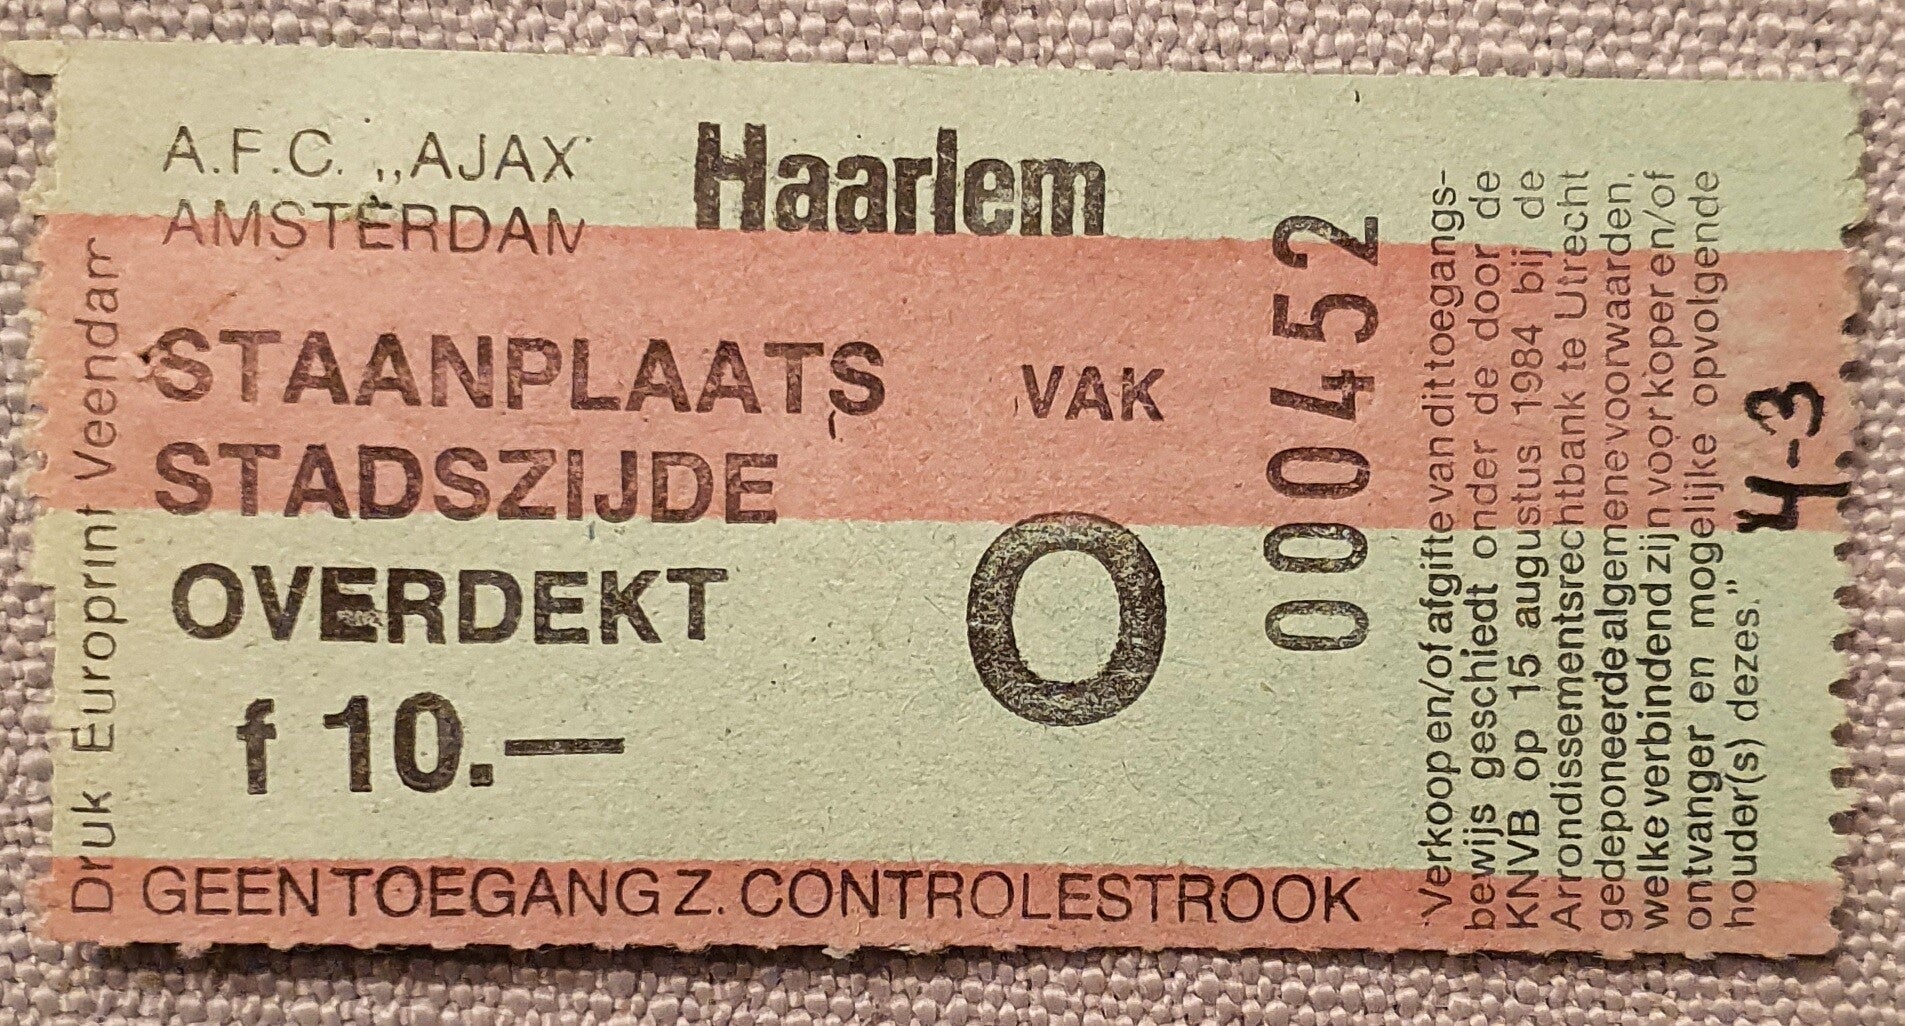 A.F.C. ,,AJAX"
AMSTERDAM
Haarlem
STAANPLAATS
STADSZIJDE
OVERDEKT
f 10.—
VAK
O
000452
GEEN TOEGANG Z. CONTROLESTROOK
Druk Europrint Veendam
Verkoop en/of afgifte van dit toegangs-
bewijs geschiedt onder de door de
KNVB op 15 augustus 1984 bij de
Arrondissementsrechtbank te Utrecht
gedeponeerde algemene voorwaarden,
welke verbindend zijn voor koper en/of
ontvanger en mogelijke opvolgende
houder(s) dezes."
4-3